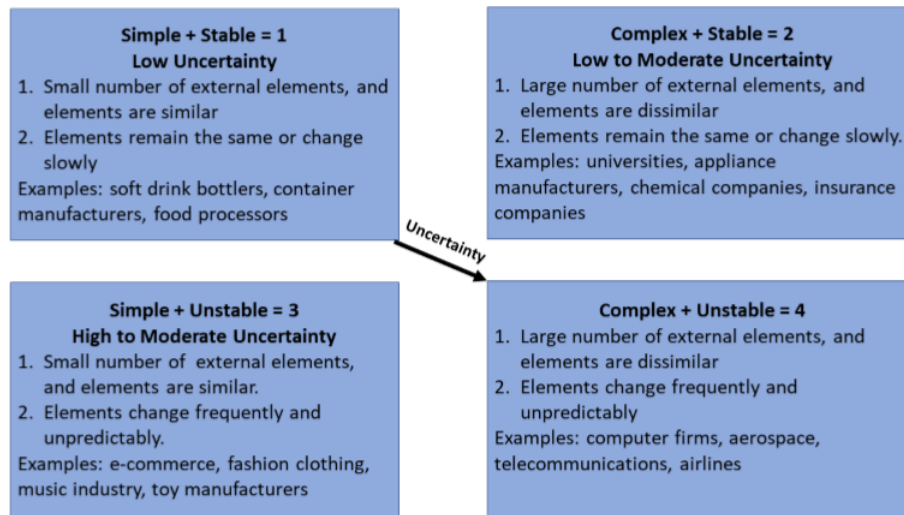 Simple + Stable = 1
Low Uncertainty
1. Small number of external elements, and
elements are similar
2. Elements remain the same or change
slowly
Examples: soft drink bottlers, container
manufacturers, food processors
Complex + Stable = 2
Low to Moderate Uncertainty
1. Large number of external elements, and
elements are dissimilar
2. Elements remain the same or change slowly.
Examples: universities, appliance
manufacturers, chemical companies, insurance
companies
Uncertainty
Simple + Unstable = 3
High to Moderate Uncertainty
1. Small number of external elements,
and elements are similar.
2. Elements change frequently and
unpredictably.
Examples: e-commerce, fashion clothing,
music industry, toy manufacturers
Complex + Unstable = 4
1. Large number of external elements, and
elements are dissimilar
2. Elements change frequently and
unpredictably
Examples: computer firms, aerospace,
telecommunications, airlines